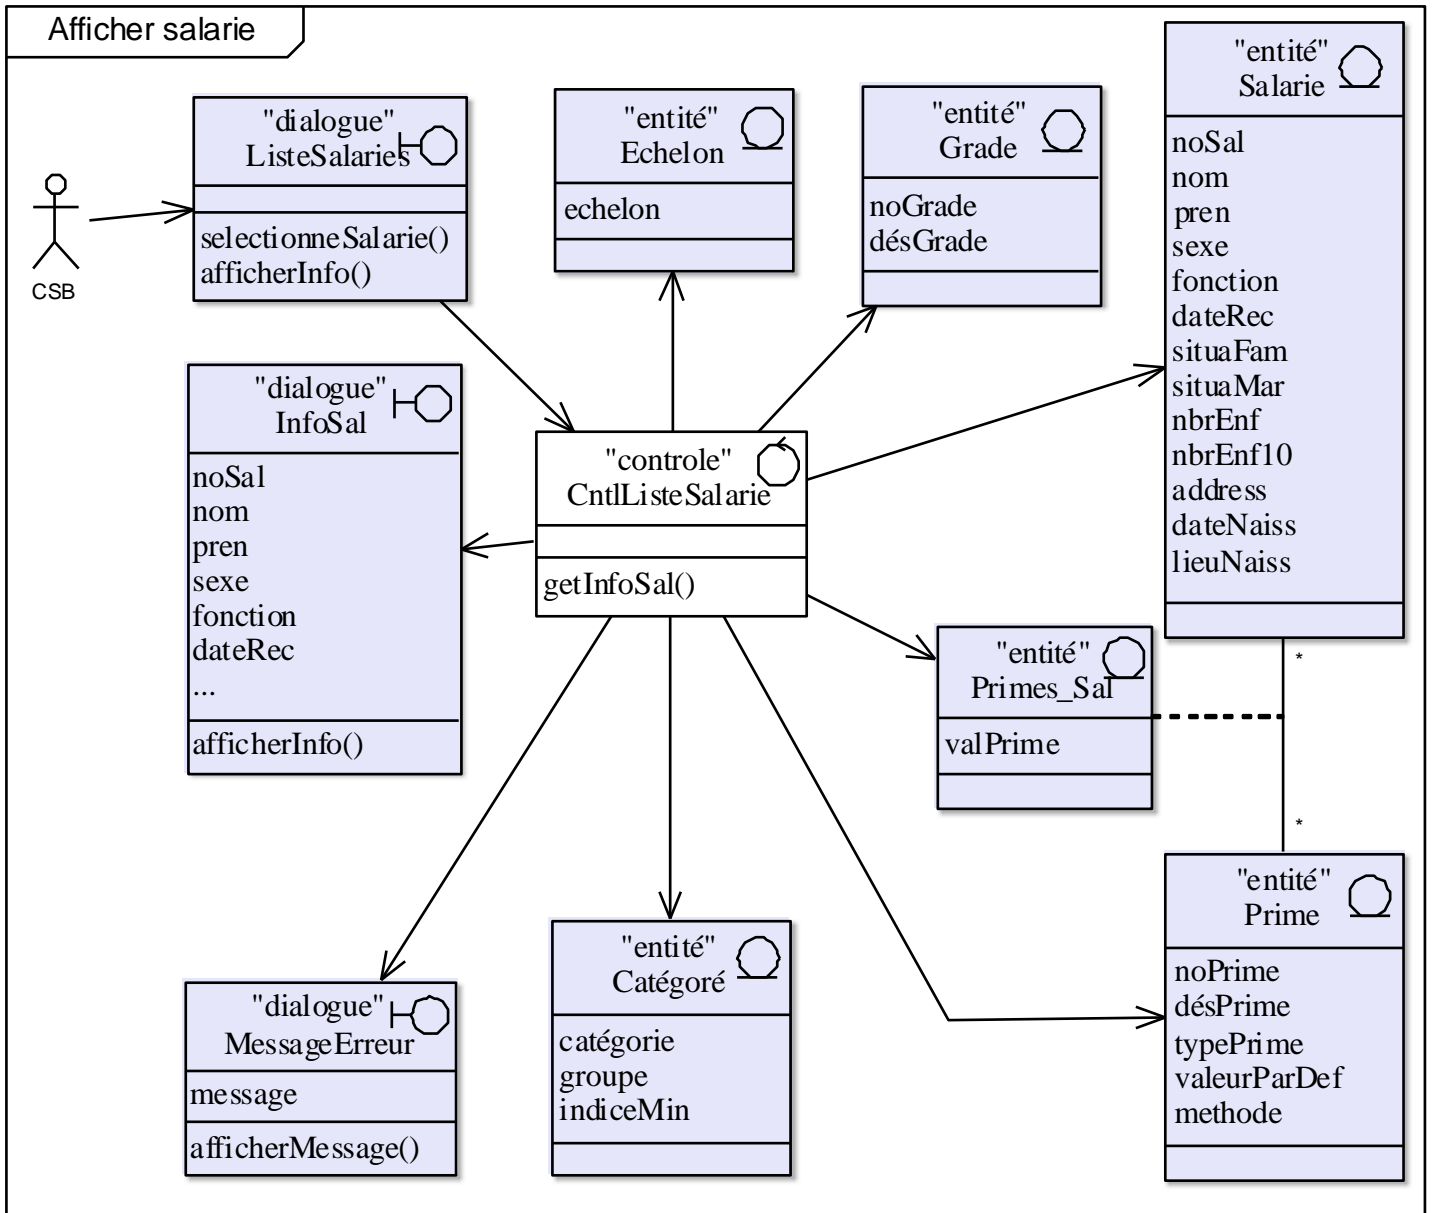 Afficher salarie
CSB
"dialogue"
ListeSalaries
selectionneSalarie()
afficherInfo()
"entité"
Echelon
echelon
"entité"
Grade
noGrade
désGrade
"entité"
Salarie
noSal
nom
pren
sexe
fonction
dateRec
situaFam
situaMar
nbrEnf
nbrEnf10
address
dateNaiss
lieuNaiss
"dialogue"
InfoSal
noSal
nom
pren
sexe
fonction
dateRec
...
afficherInfo()
"controle"
CntlListeSalarie
getInfoSal()
"entité"
Primes_Sal
valPrime
*
*
"dialogue"
MessageErreur
message
afficherMessage()
"entité"
Catégoré
catégorie
groupe
indiceMin
"entité"
Prime
noPrime
désPrime
typePrime
valeurParDef
methode